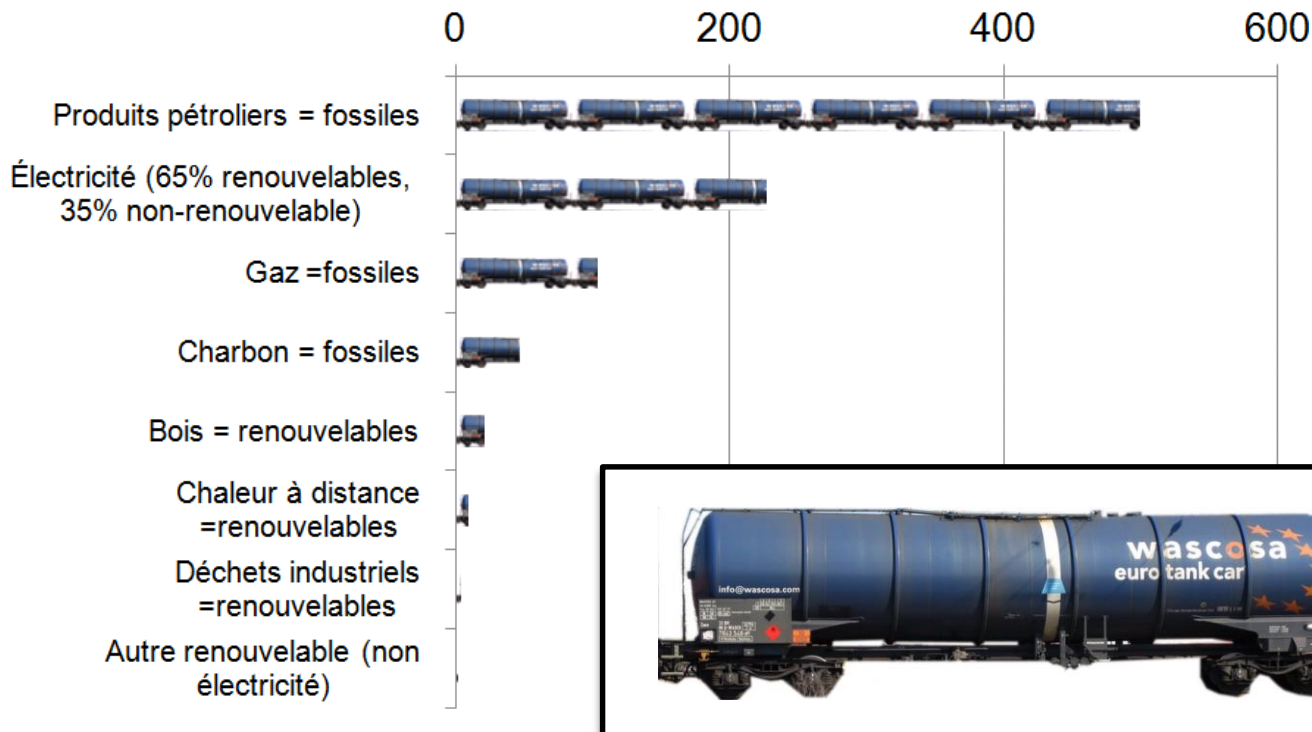 0 200 400 600
Produits pétroliers = fossiles
Électricité (65% renouvelables,
35% non-renouvelable)
Gaz =fossiles
Charbon = fossiles
Bois = renouvelables
Chaleur à distance
=renouvelables
Déchets industriels
=renouvelables
Autre renouvelable (non
électricité)
wascosa
euro tank car
info@wascosa.com